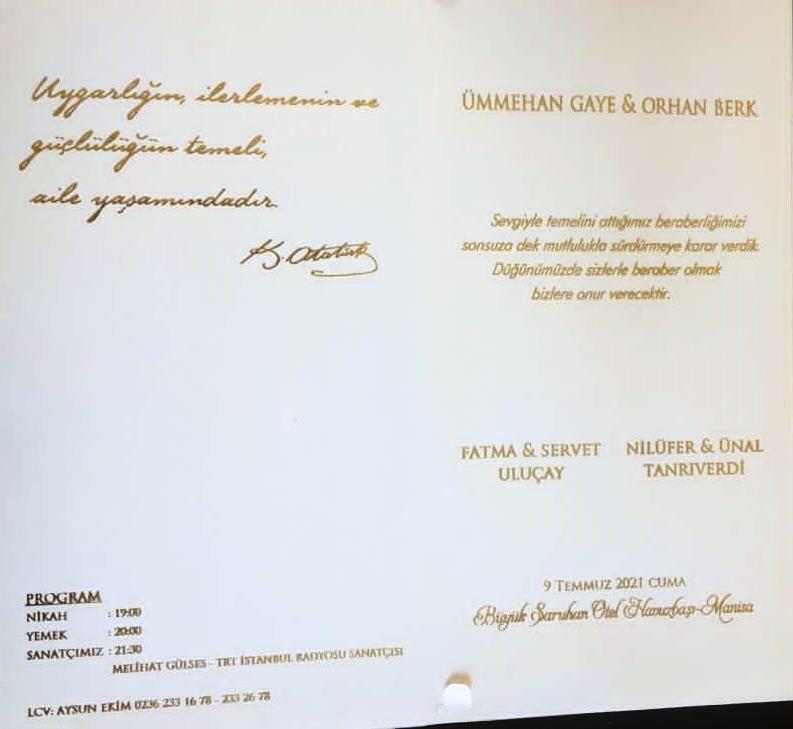 Uygarlığın, ilerlemenin ve
güçlülüğün temeli,
aile yaşamındadır.
K. Atatürk
PROGRAM
NİKAH : 19:00
YEMEK : 20:00
SANATÇIMIZ : 21:30
MELİHAT GÜLSES - TRT İSTANBUL RADYOSU SANATÇISI
LCV: AYSUN EKİM 0236 233 16 78 - 233 26 78
ÜMMEHAN GAYE & ORHAN BERK
Sevgiyle temelini attığımız beraberliğimizi
sonsuza dek mutlulukla sürdürmeye karar verdik.
Düğünümüzde sizlerle beraber olmak
bizlere onur verecektir.
FATMA & SERVET
ULUÇAY
NİLÜFER & ÜNAL
TANRIVERDİ
9 TEMMUZ 2021 CUMA
Büyük Saruhan Otel Havuzbaşı-Manisa